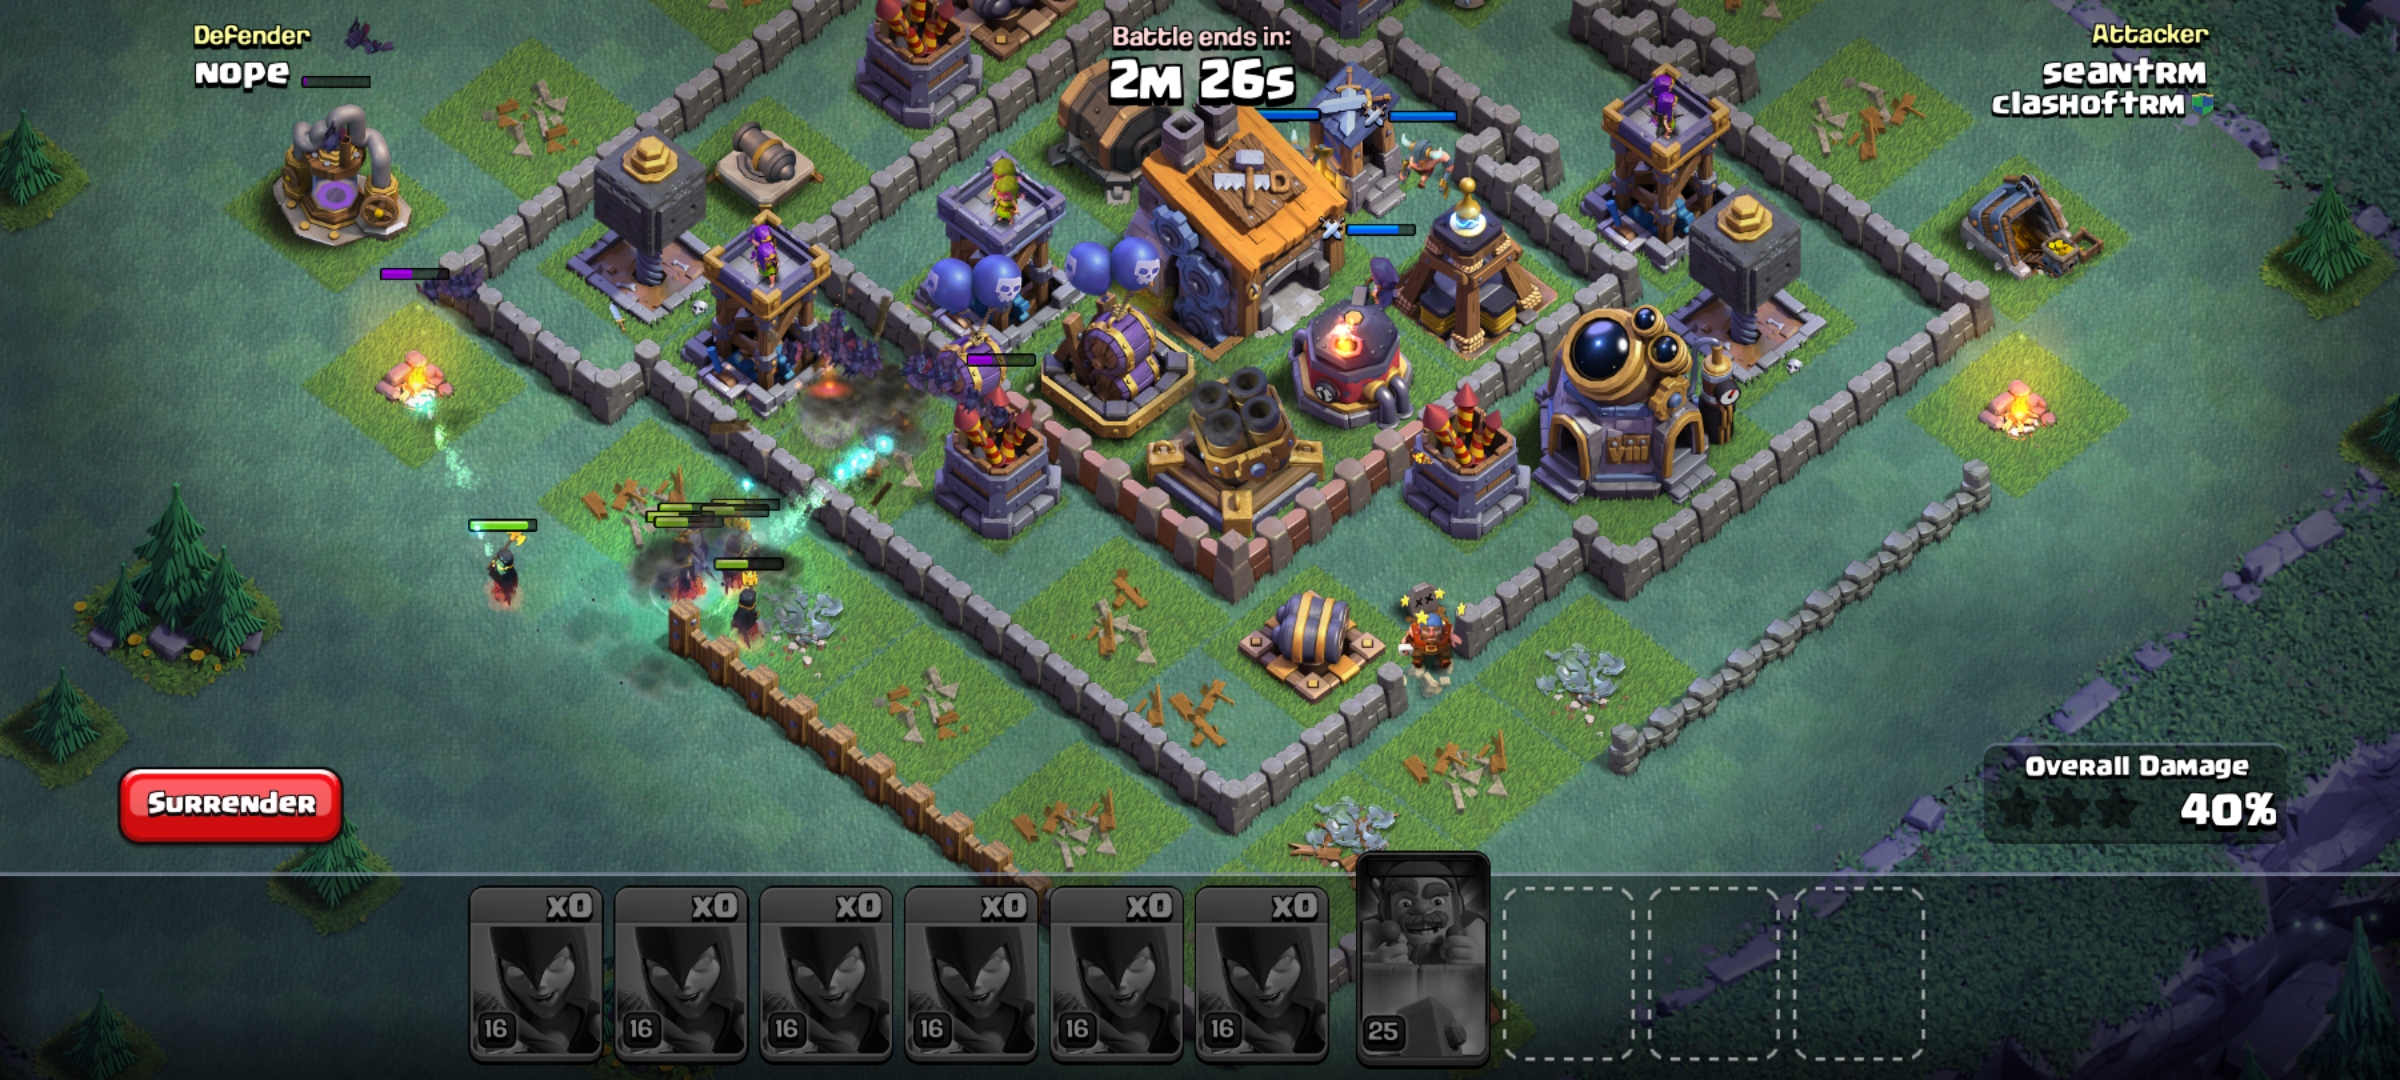 Defender
Nope
Battle ends in:
2M 26s
Attacker
seantRM
clashoftRM
VIII
Surrender
Overall Damage
40%
x0
x0
x0
x0
x0
x0
16
16
16
16
16
16
25